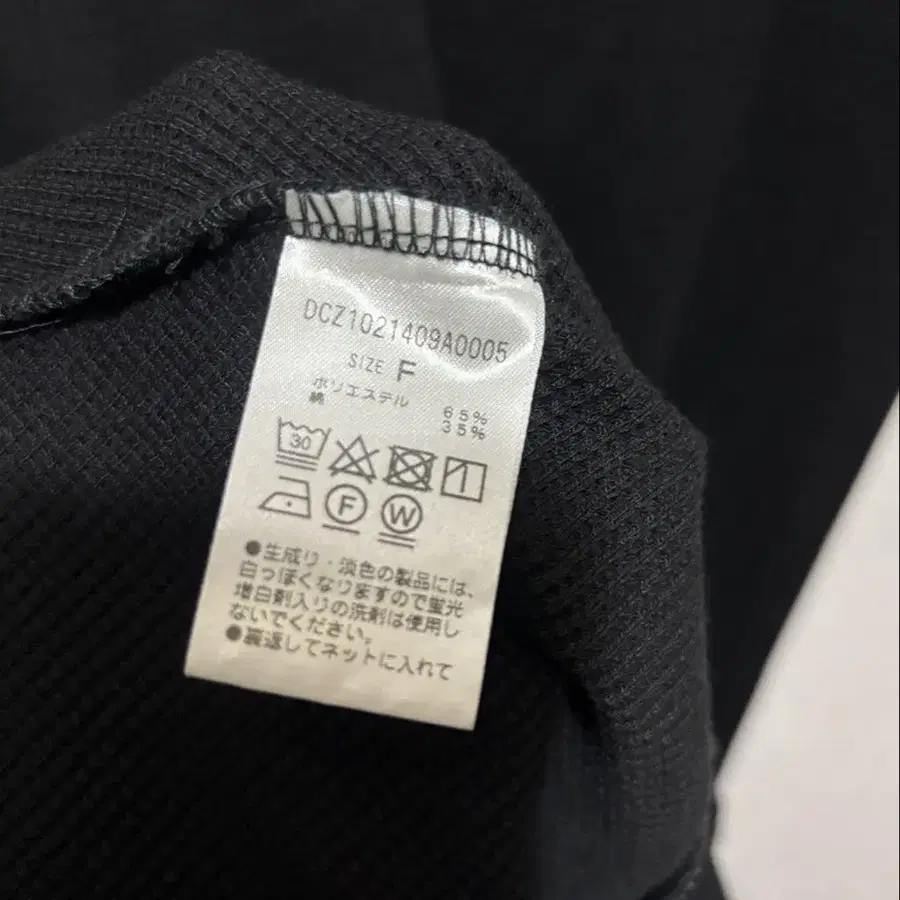 DCZ1021409A0005
SIZE F
ポリエステル 65%
綿 35%
30
F W
●生成り・淡色の製品には、
白っぽくなりますので蛍光
増白剤入りの洗剤は使用し
ないでください。
●裏返してネットに入れて